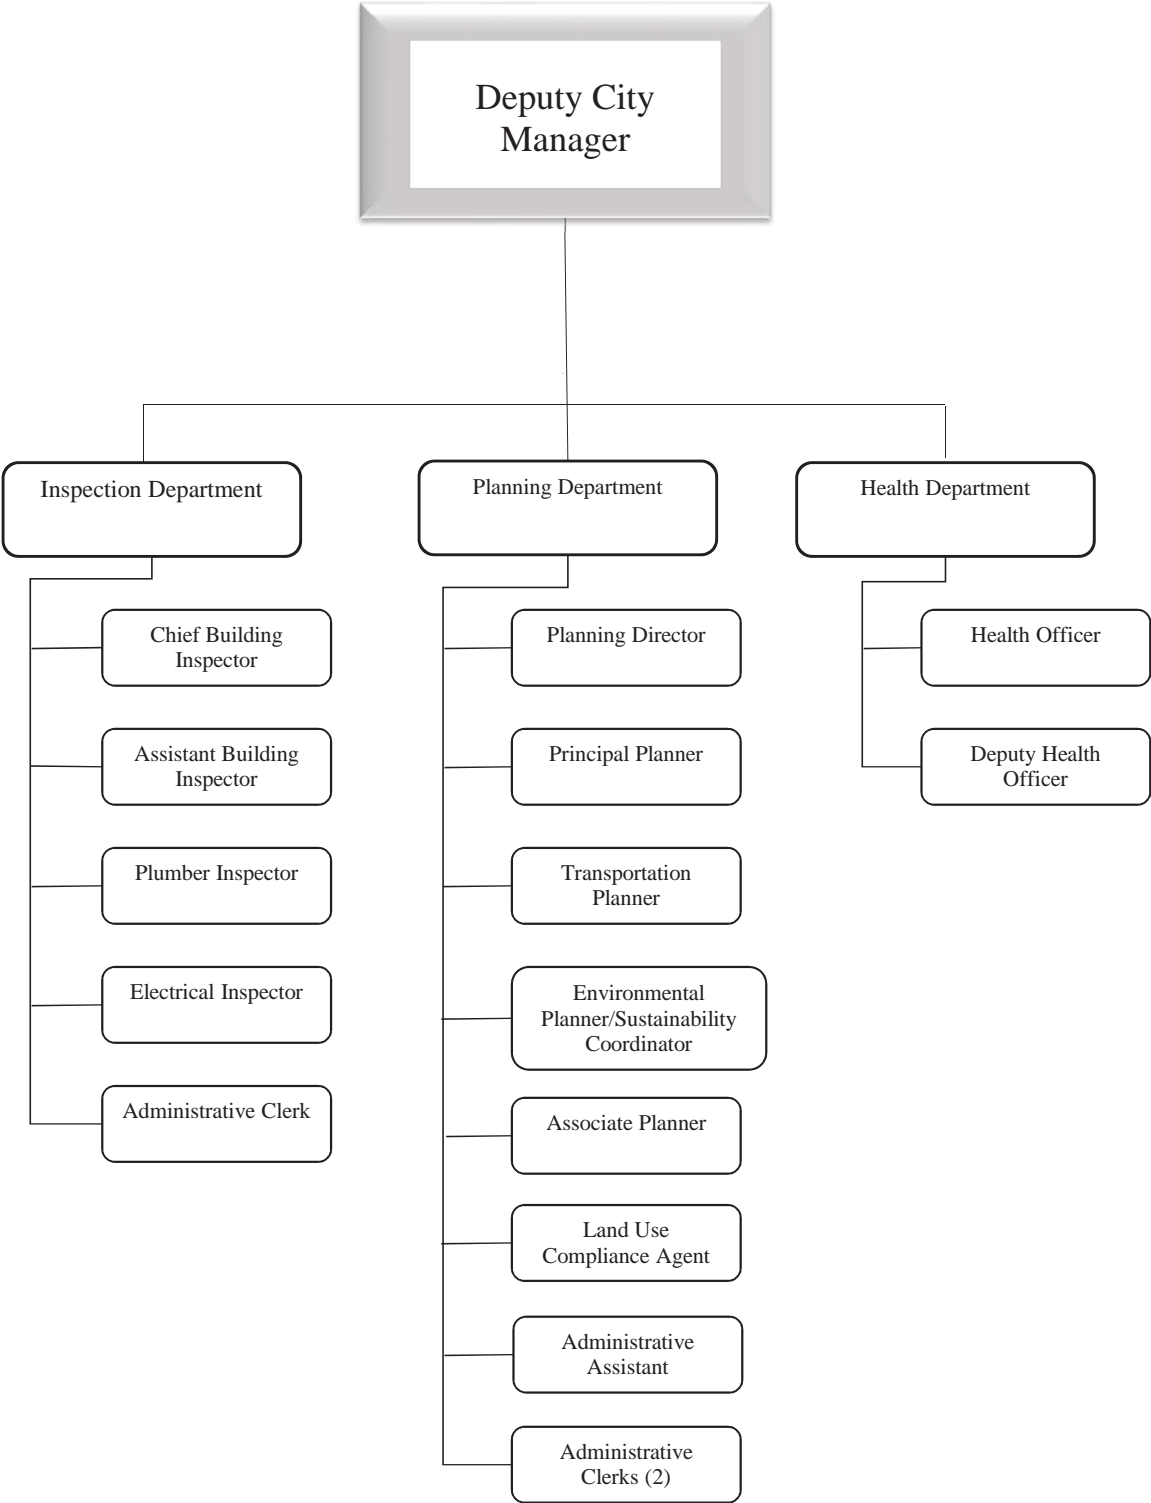 Deputy City
Manager
Inspection Department
Chief Building
Inspector
Assistant Building
Inspector
Plumber Inspector
Electrical Inspector
Administrative Clerk
Planning Department
Planning Director
Principal Planner
Transportation
Planner
Environmental
Planner/Sustainability
Coordinator
Associate Planner
Land Use
Compliance Agent
Administrative
Assistant
Administrative
Clerks (2)
Health Department
Health Officer
Deputy Health
Officer